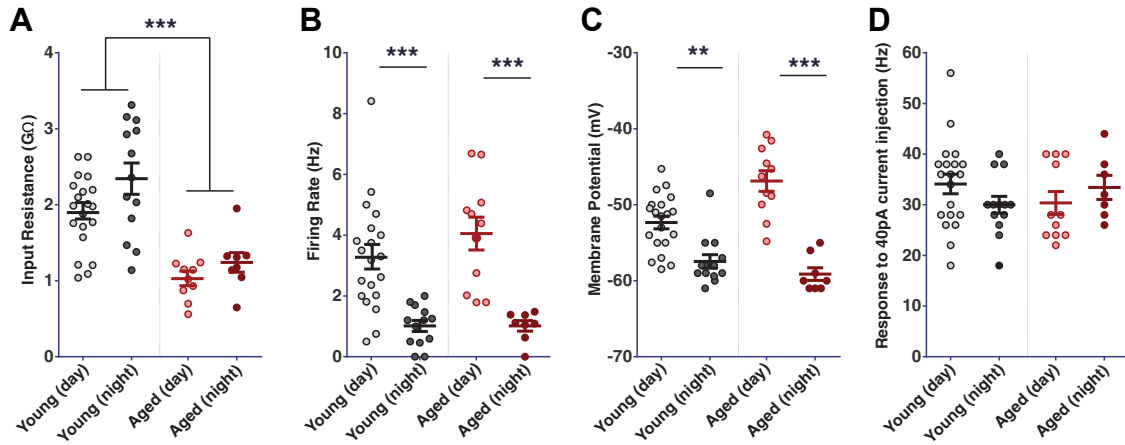 A
***
Input Resistance (GΩ)
4
3
2
1
0
Young (day)
Young (night)
Aged (day)
Aged (night)
B
***
***
Firing Rate (Hz)
10
8
6
4
2
0
Young (day)
Young (night)
Aged (day)
Aged (night)
C
**
***
Membrane Potential (mV)
-30
-40
-50
-60
-70
Young (day)
Young (night)
Aged (day)
Aged (night)
D
Response to 40pA current injection (Hz)
60
50
40
30
20
10
0
Young (day)
Young (night)
Aged (day)
Aged (night)